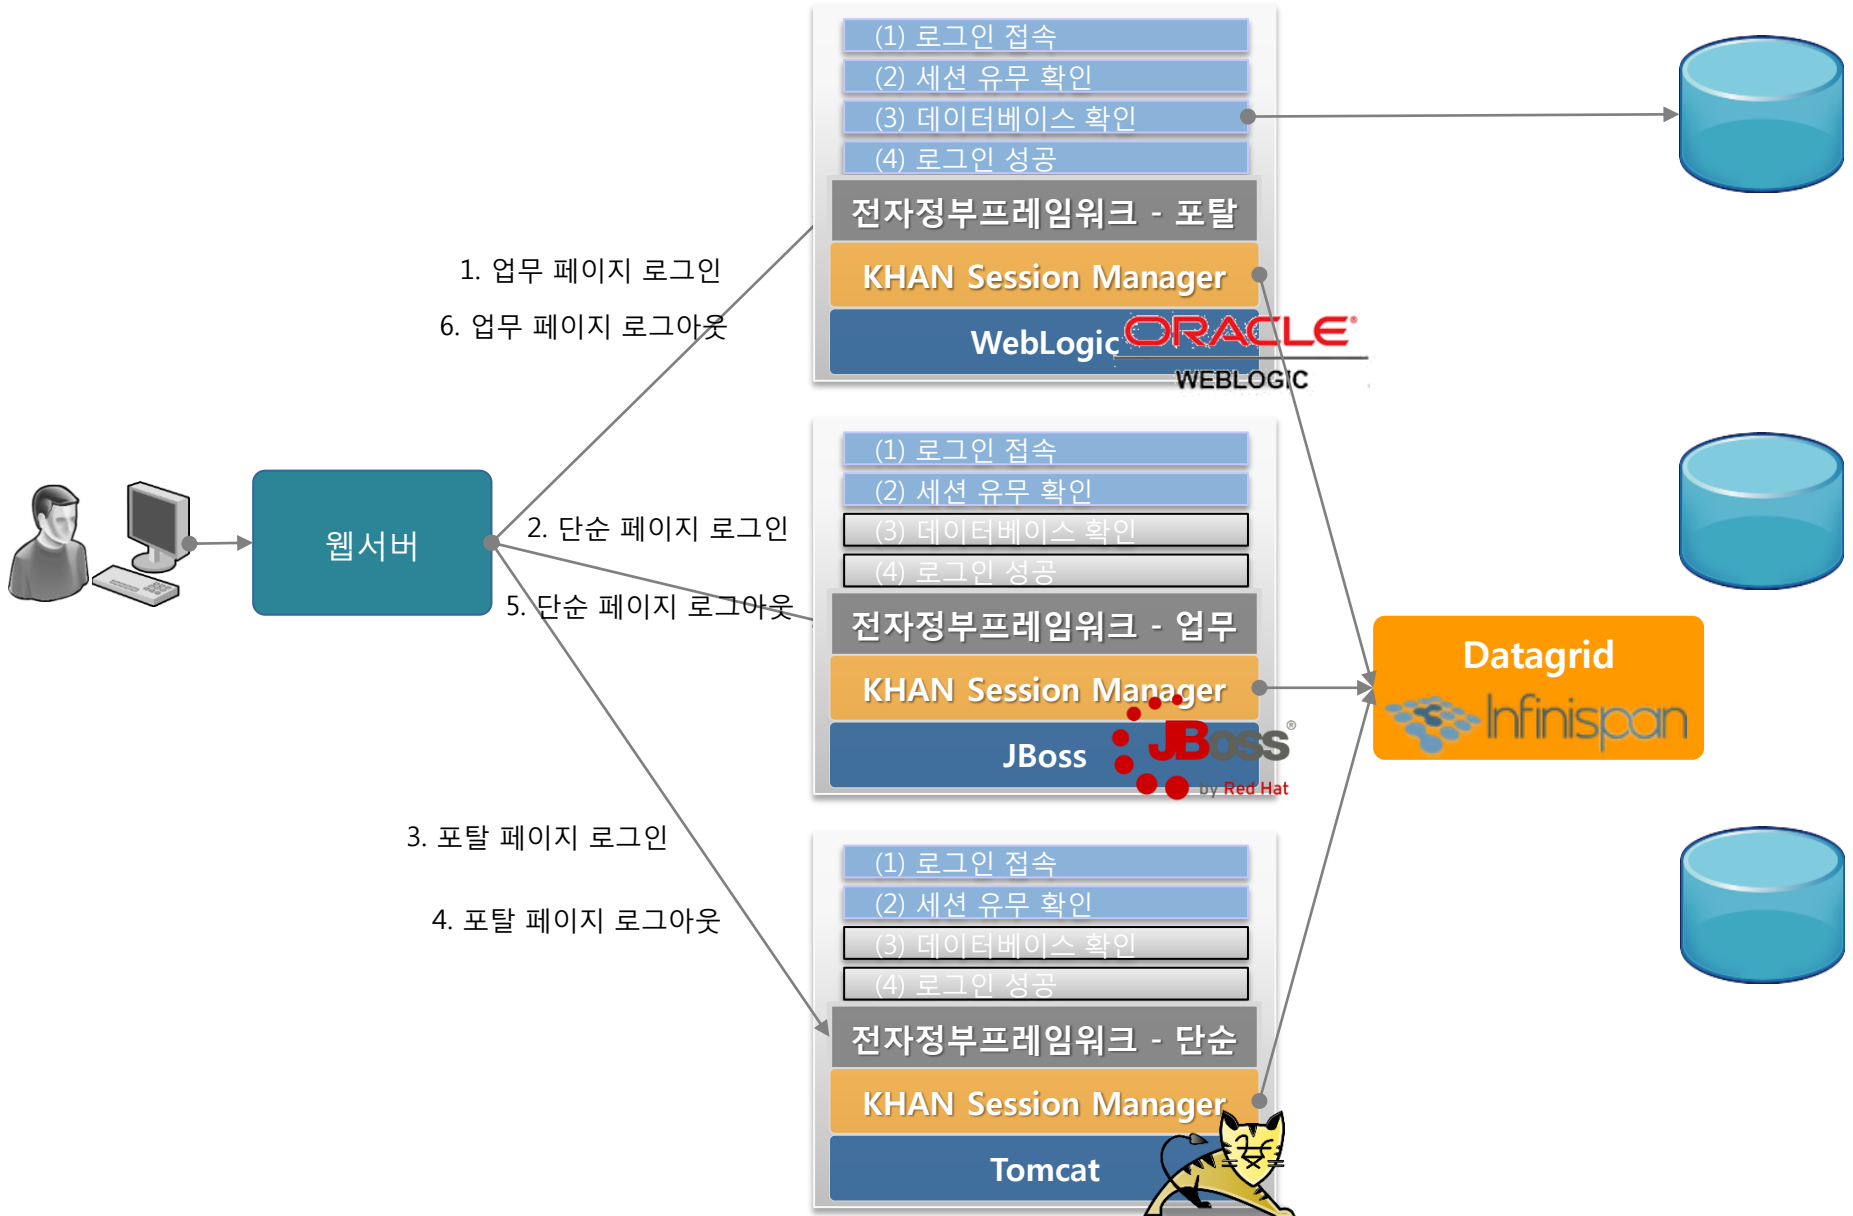 (1) 로그인 접속
(2) 세션 유무 확인
(3) 데이터베이스 확인
(4) 로그인 성공
전자정부프레임워크 - 포탈
KHAN Session Manager
WebLogic
ORACLE
WEBLOGIC
1. 업무 페이지 로그인
6. 업무 페이지 로그아웃
웹서버
2. 단순 페이지 로그인
5. 단순 페이지 로그아웃
(1) 로그인 접속
(2) 세션 유무 확인
(3) 데이터베이스 확인
(4) 로그인 성공
전자정부프레임워크 - 업무
KHAN Session Manager
JBoss
JBoss®
by Red Hat
Datagrid
Infinispan
3. 포탈 페이지 로그인
4. 포탈 페이지 로그아웃
(1) 로그인 접속
(2) 세션 유무 확인
(3) 데이터베이스 확인
(4) 로그인 성공
전자정부프레임워크 - 단순
KHAN Session Manager
Tomcat